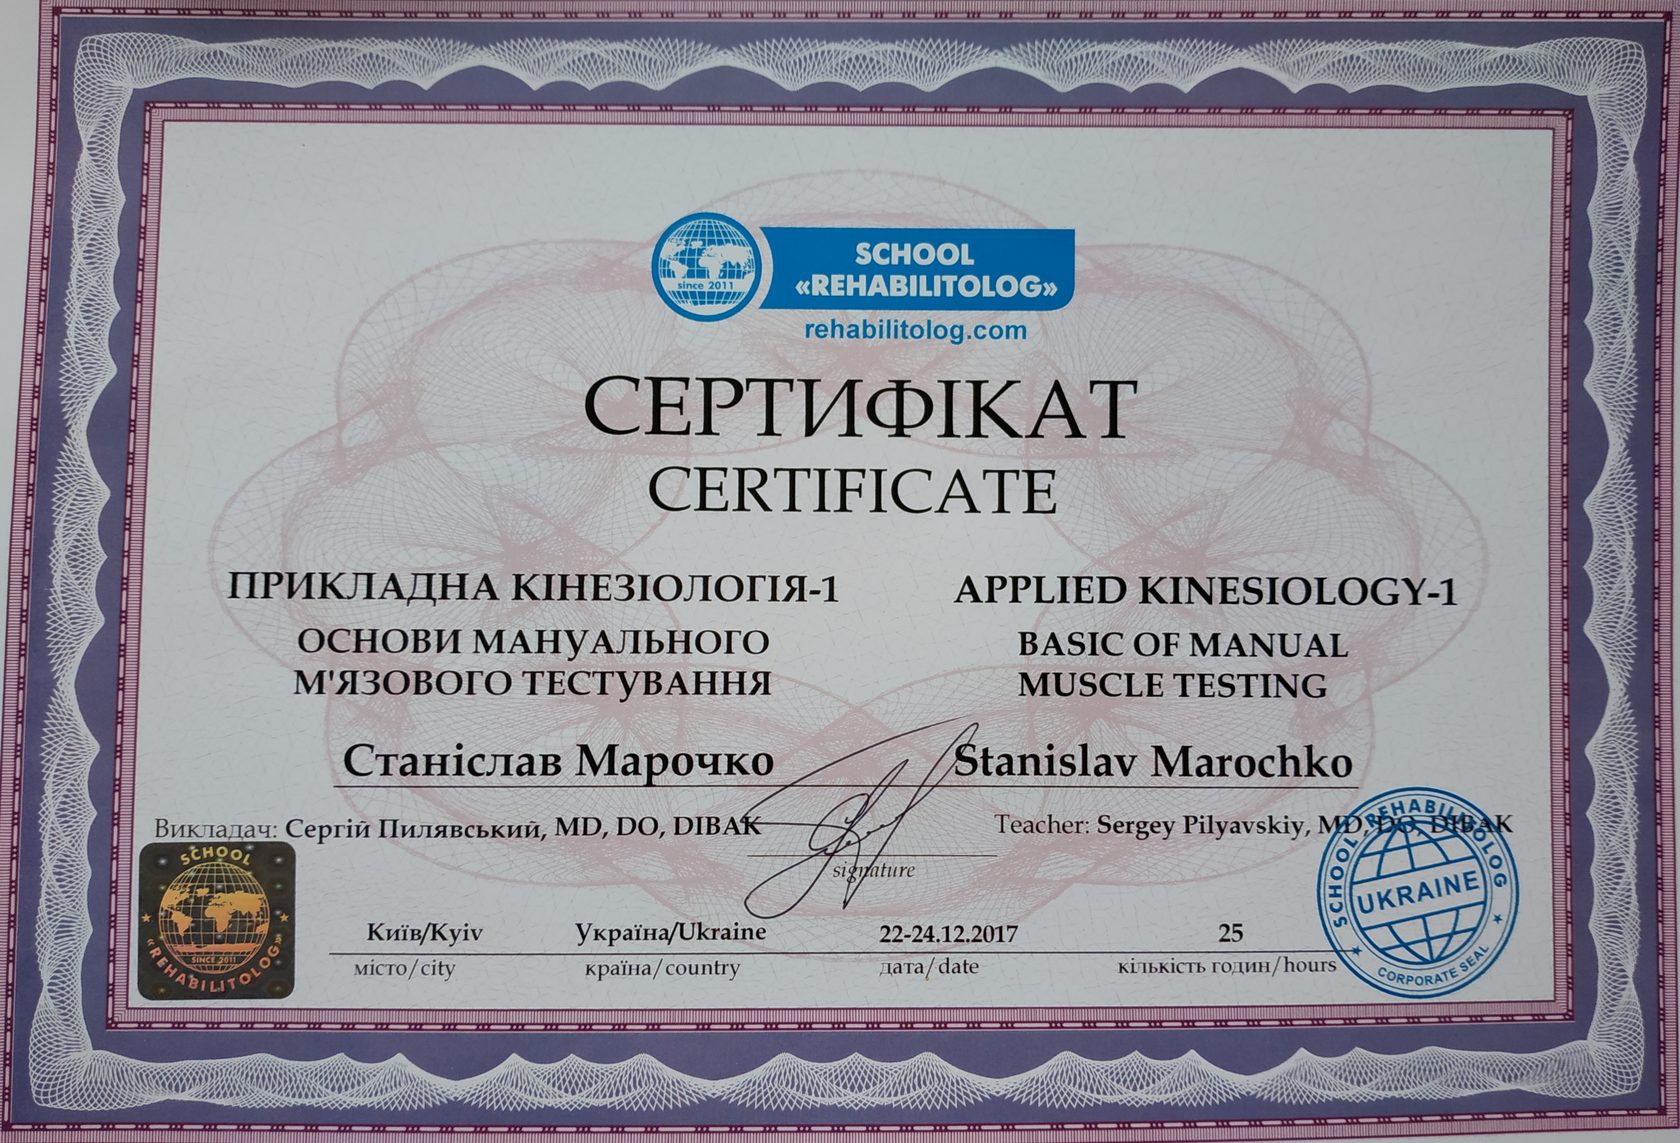 SCHOOL
«REHABILITOLOG»
since 2011
rehabilitolog.com
СЕРТИФІКАТ
CERTIFICATE
ПРИКЛАДНА КІНЕЗІОЛОГІЯ-1
ОСНОВИ МАНУАЛЬНОГО
М'ЯЗОВОГО ТЕСТУВАННЯ
APPLIED KINESIOLOGY-1
BASIC OF MANUAL
MUSCLE TESTING
Станіслав Марочко
Stanislav Marochko
Викладач: Сергій Пилявський, MD, DO, DIBAK
Teacher: Sergey Pilyavskiy, MD, DO, DIBAK
signature
Київ/Kyiv
місто/city
Україна/Ukraine
країна/country
22-24.12.2017
дата/date
25
кількість годин/hours
SCHOOL
SINCE 2011
«REHABILITOLOG»
SCHOOL REHABILITOLOG
UKRAINE
CORPORATE SEAL